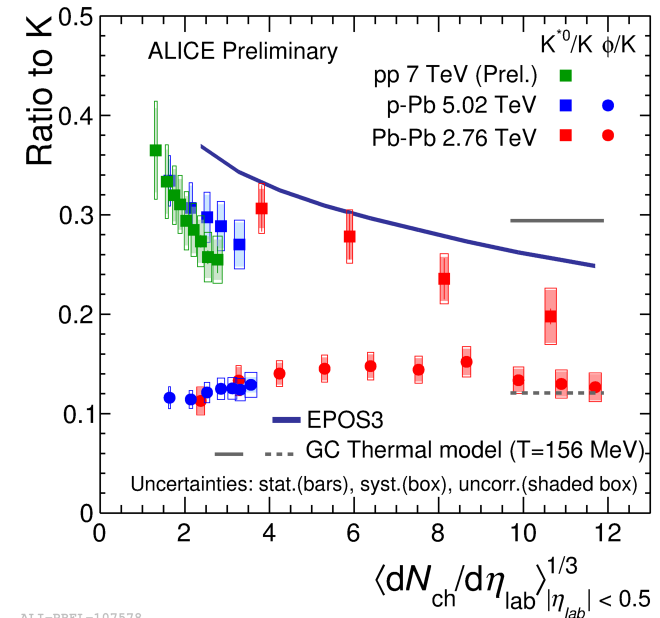 0.5
ALICE Preliminary
K*0/K ϕ/K
pp 7 TeV (Prel.)
p-Pb 5.02 TeV
Pb-Pb 2.76 TeV
Ratio to K
0.4
0.3
0.2
0.1
0
EPOS3
GC Thermal model (T=156 MeV)
Uncertainties: stat.(bars), syst.(box), uncorr.(shaded box)
0 2 4 6 8 10 12
⟨dNch/dηlab⟩1/3|ηlab| < 0.5
ALI-PREL-107578